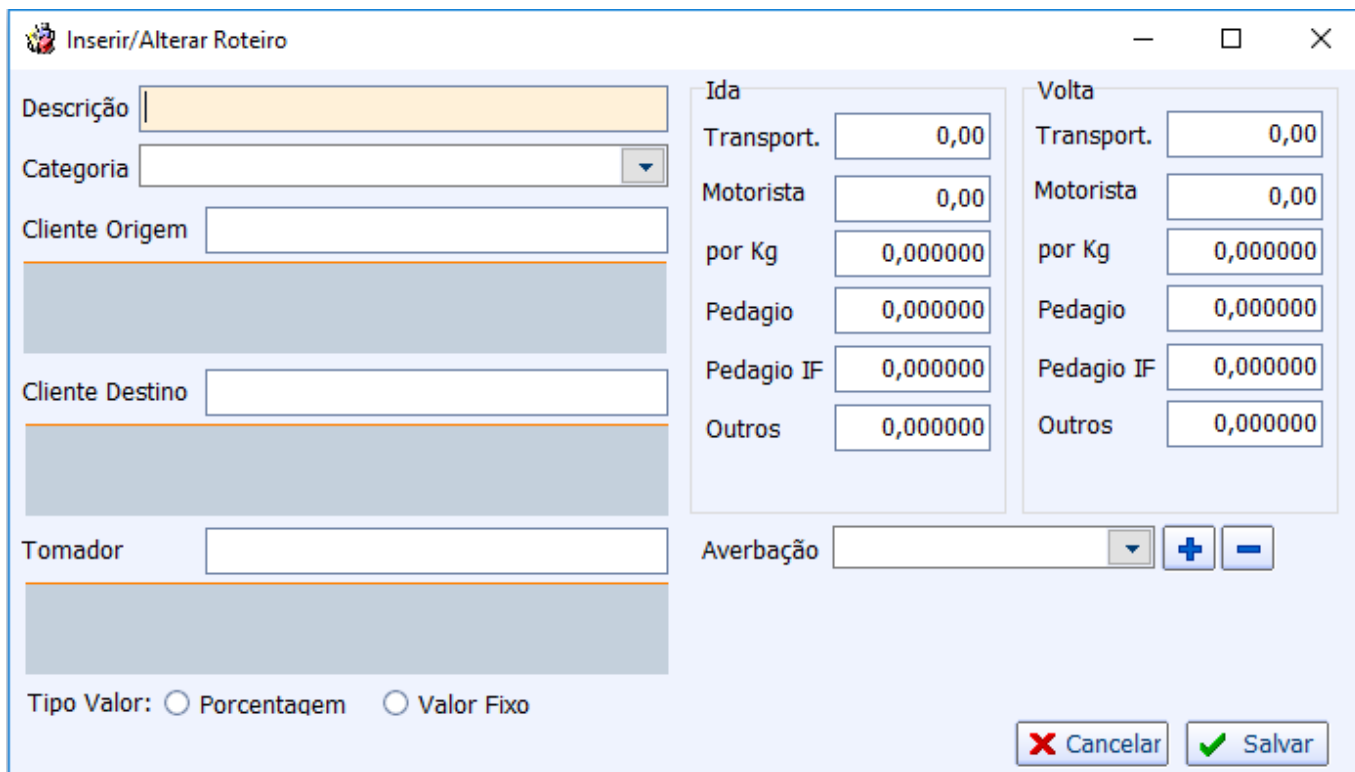 Inserir/Alterar Roteiro
Descrição
Categoria
Cliente Origem
Cliente Destino
Tomador
Tipo Valor: Porcentagem Valor Fixo
Ida
Transport. 0,00
Motorista 0,00
por Kg 0,000000
Pedagio 0,000000
Pedagio IF 0,000000
Outros 0,000000
Volta
Transport. 0,00
Motorista 0,00
por Kg 0,000000
Pedagio 0,000000
Pedagio IF 0,000000
Outros 0,000000
Averbação
Cancelar Salvar